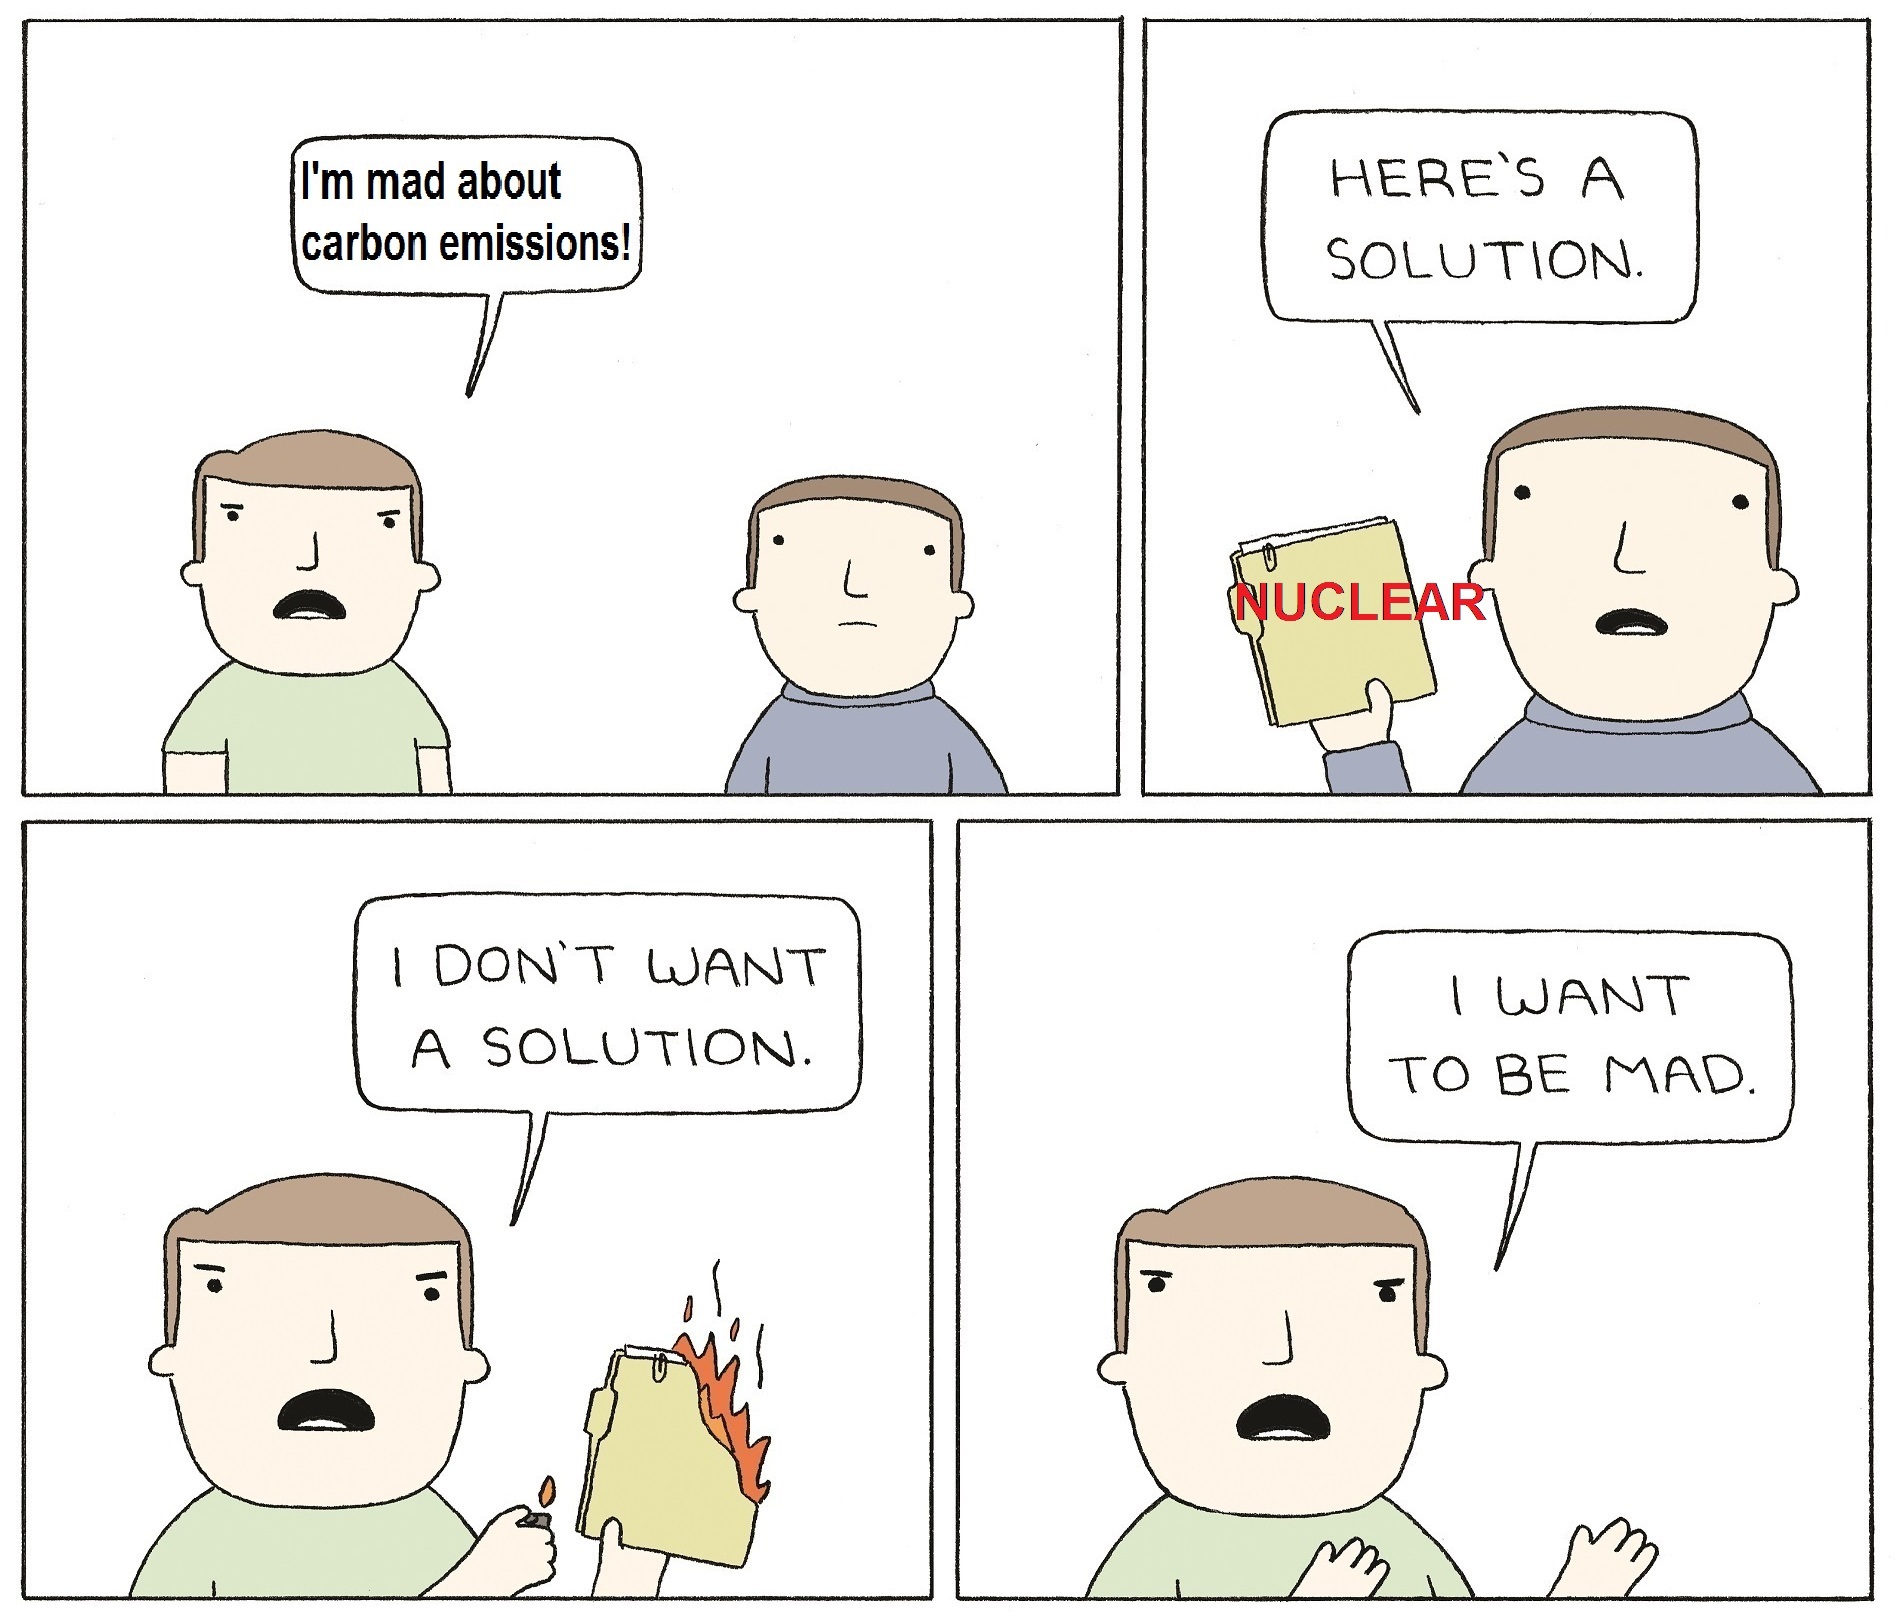 I'm mad about
carbon emissions!
HERE'S A
SOLUTION.
NUCLEAR
I DON'T WANT
A SOLUTION.
I WANT
TO BE MAD.